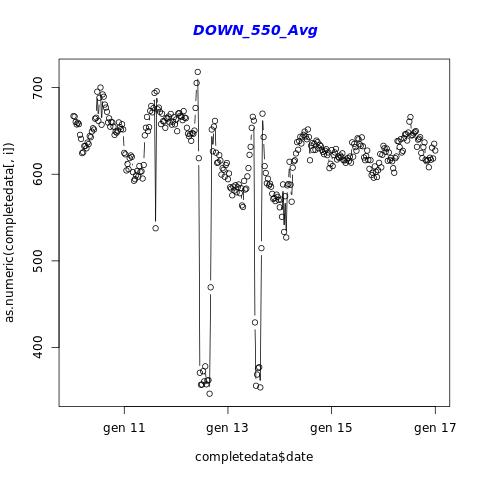 DOWN_550_Avg
as.numeric(completedata[, i])
700
600
500
400
gen 11
gen 13
gen 15
gen 17
completedata$date